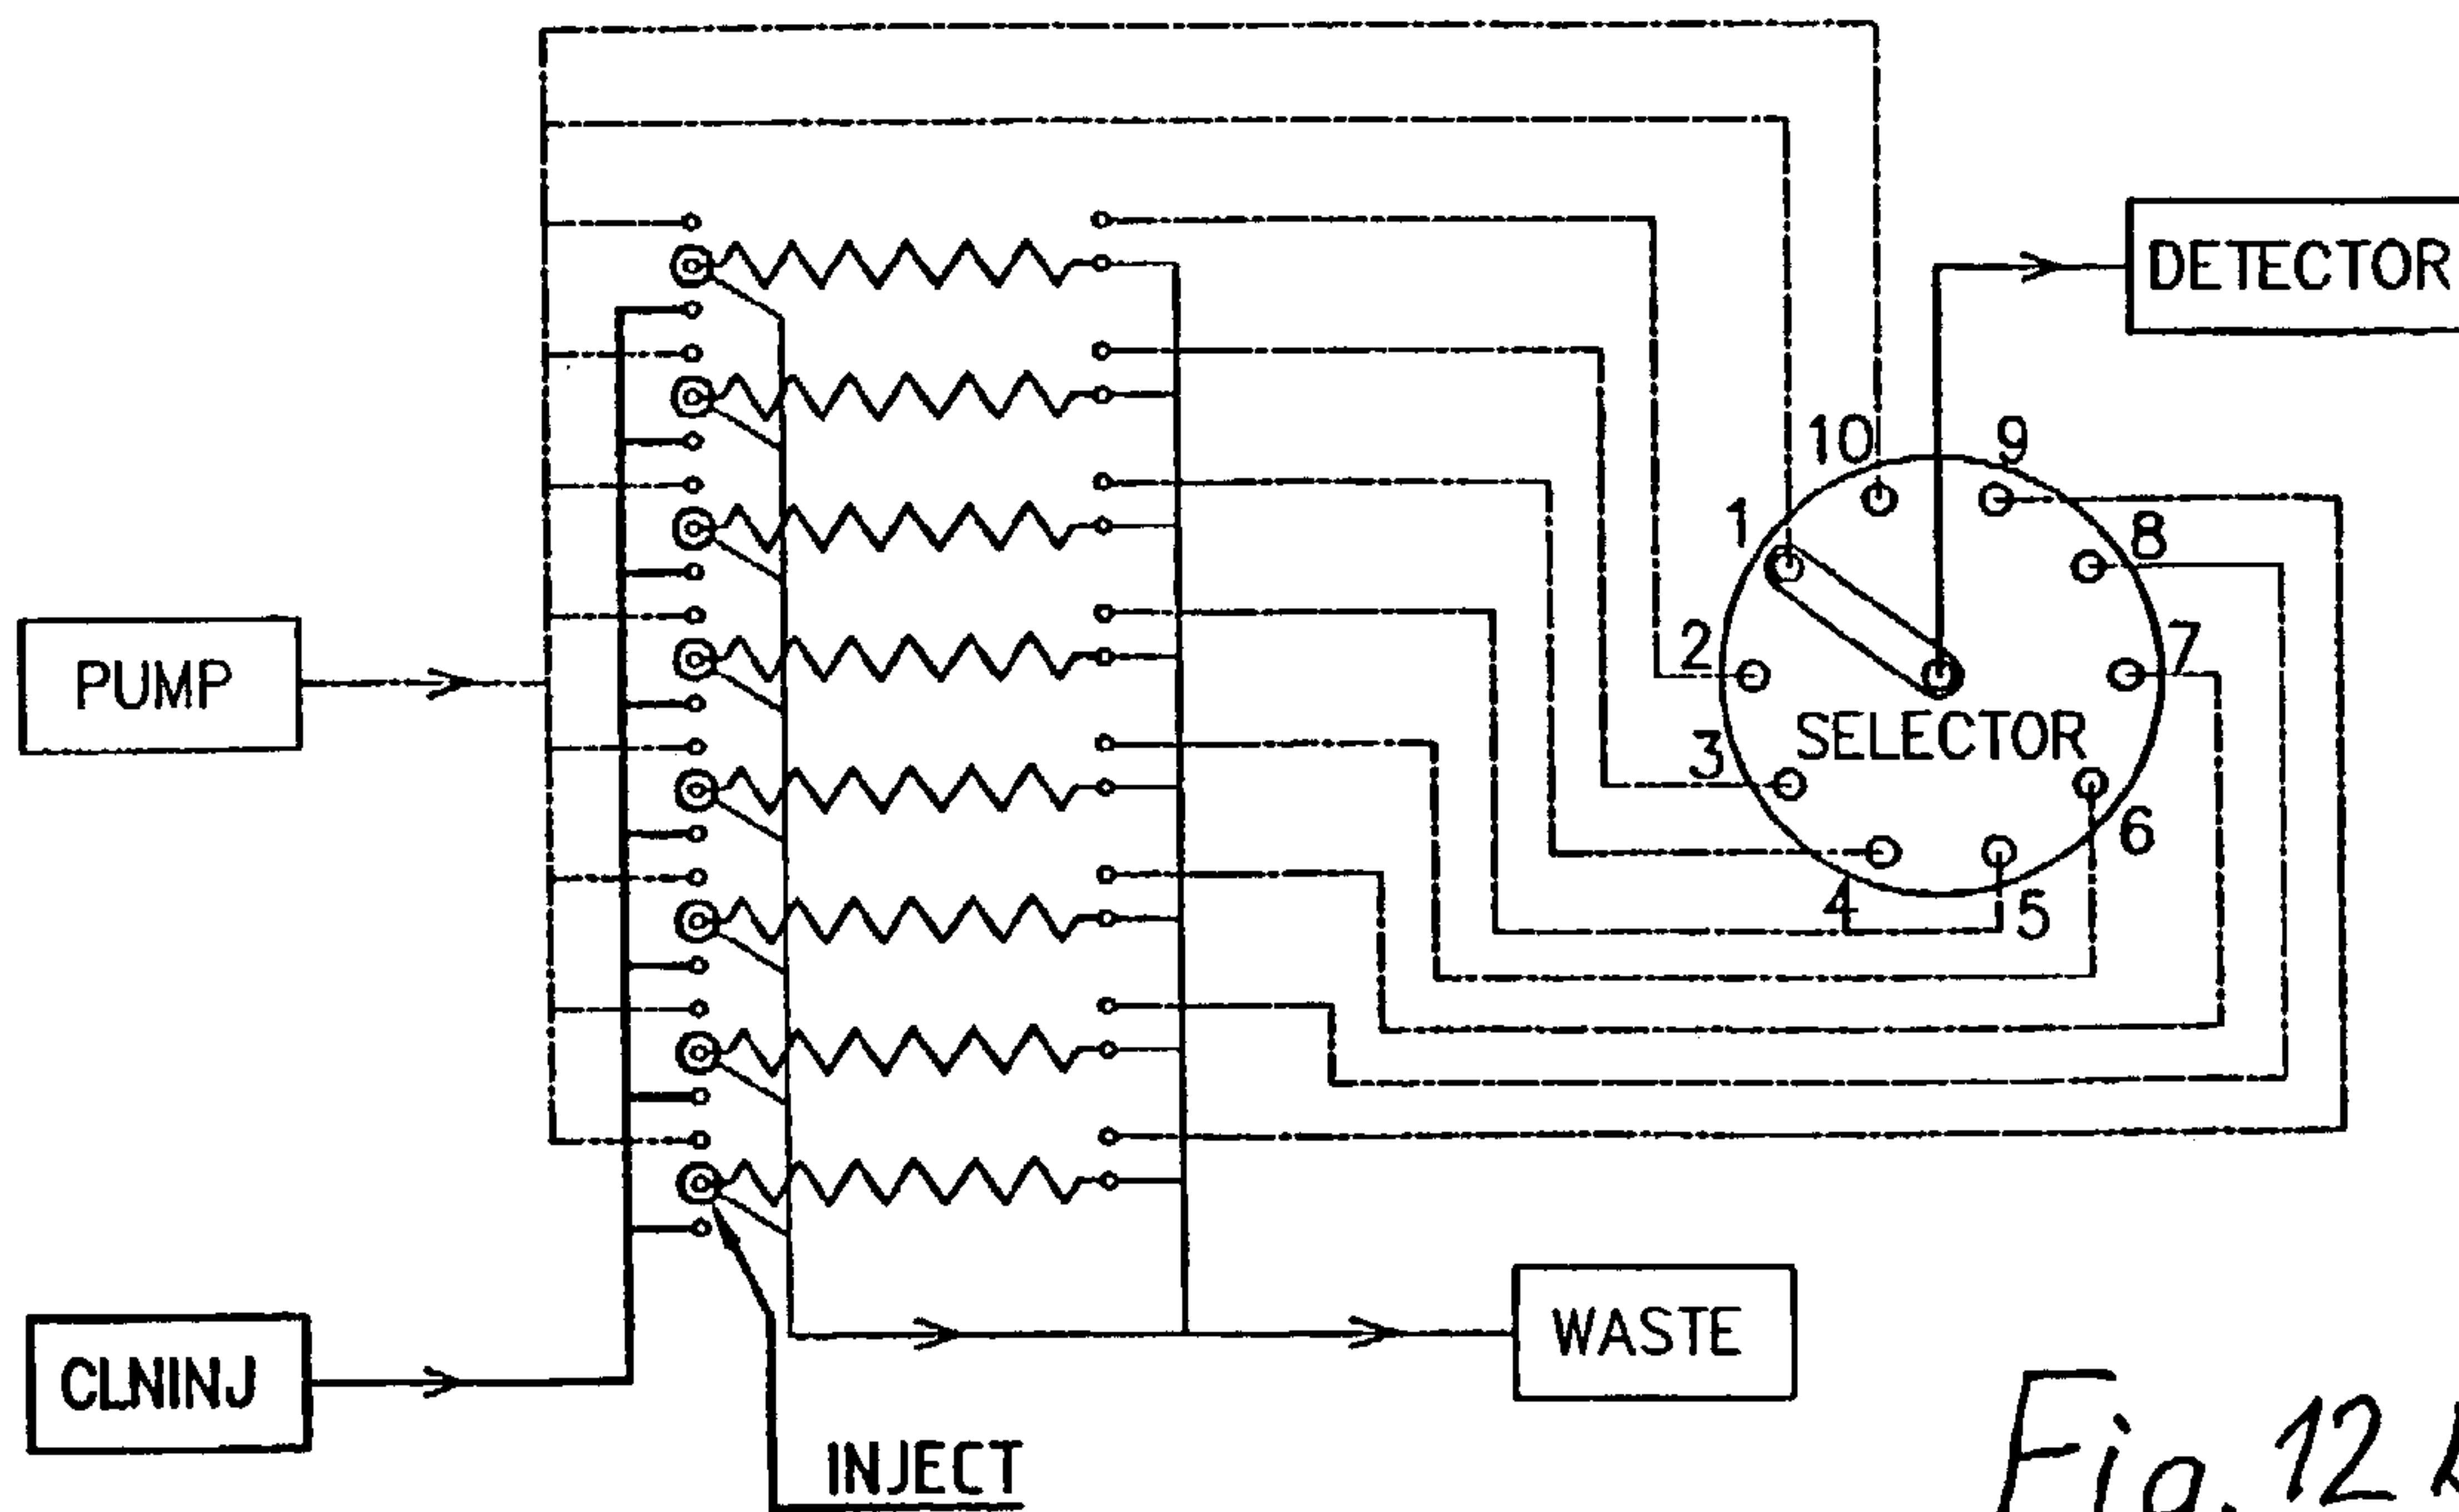 DETECTOR
10
9
1
8
2
7
PUMP
3
SELECTOR
6
4
5
WASTE
CLNINJ
INJECT
Fig. 12